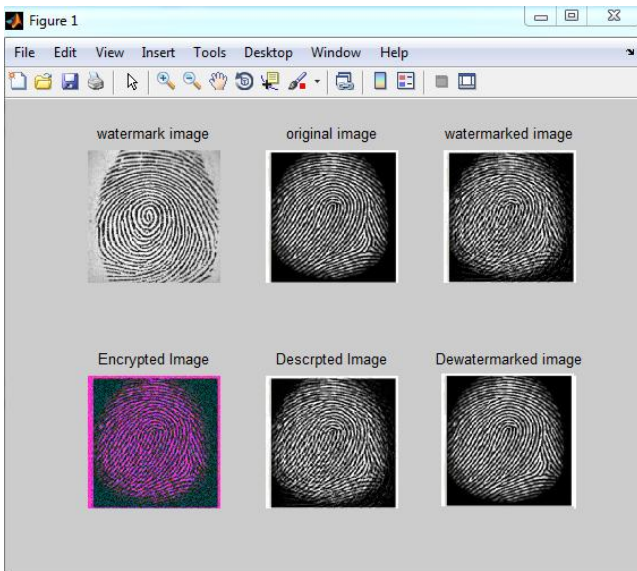 Figure 1
File Edit View Insert Tools Desktop Window Help
watermark image original image watermarked image
Encrypted Image Descrpted Image Dewatermarked image